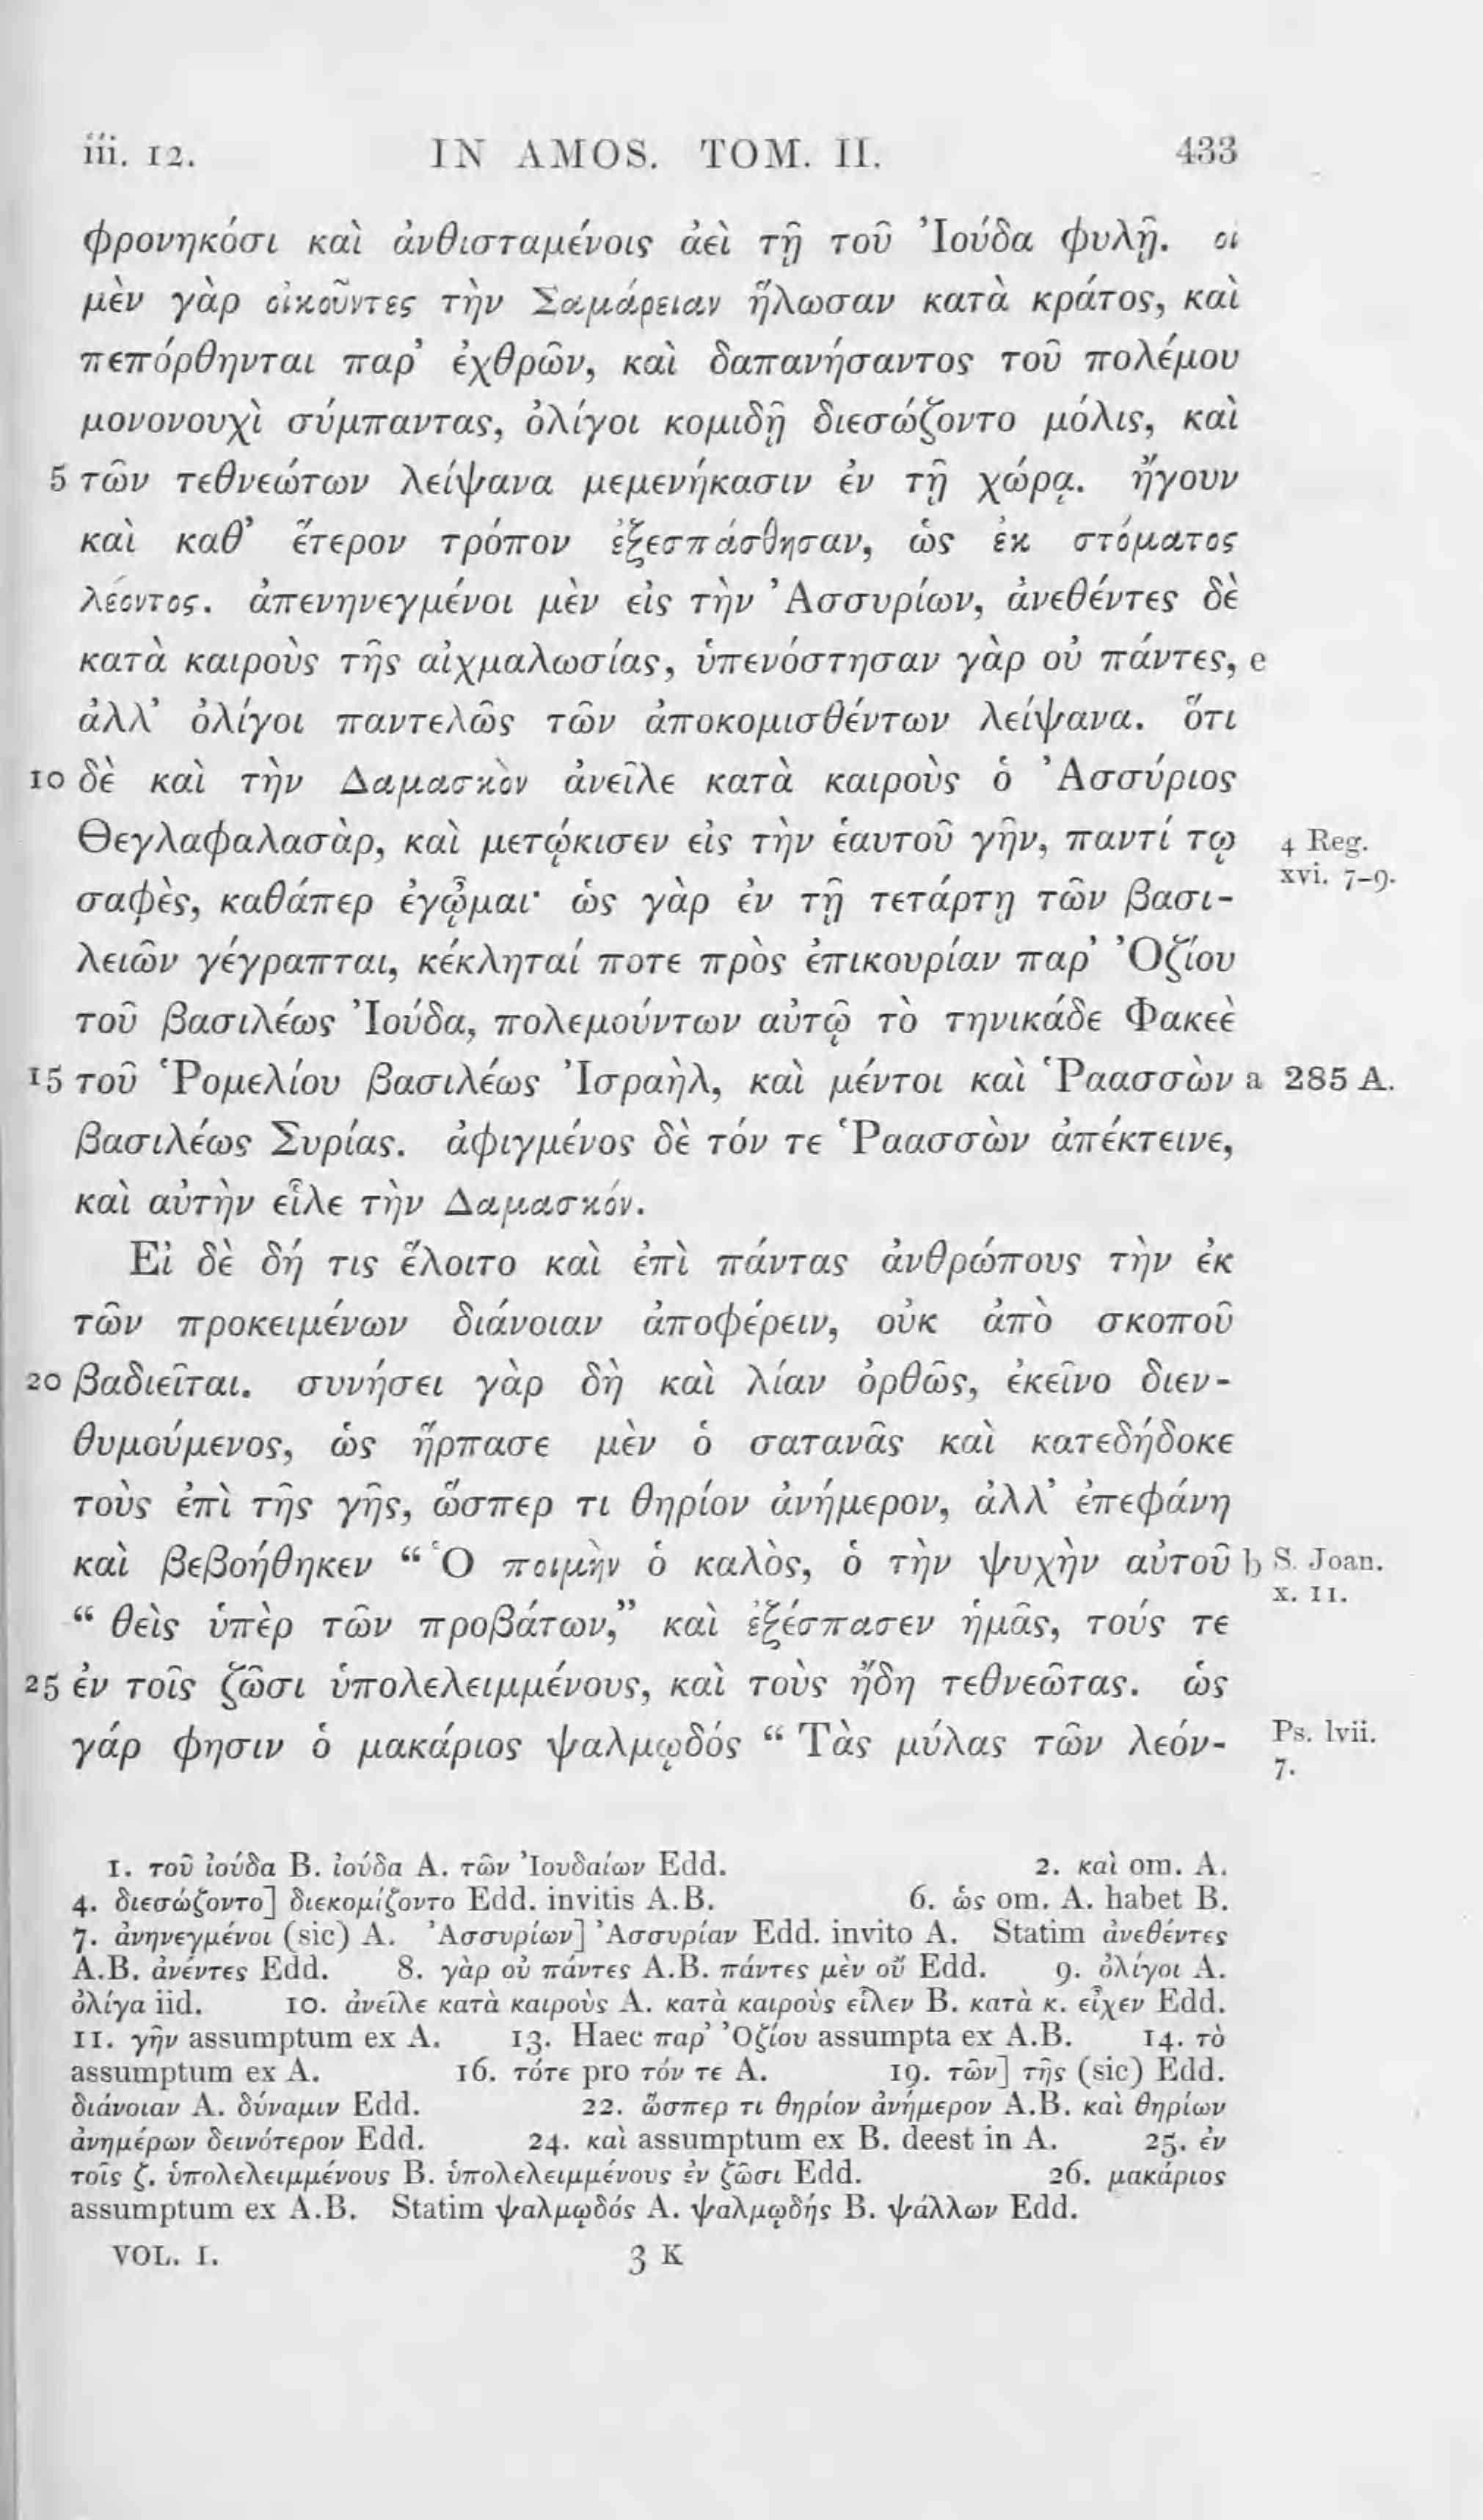 iii. 12. IN AMOS. TOM. II. 433
φρονηκόσι καὶ ἀνθισταμένοις ἀεὶ τῇ τοῦ Ἰούδα φυλῇ. οἱ
μὲν γὰρ οἰκοῦντες τὴν Σαμάρειαν ἥλωσαν κατὰ κράτος, καὶ
πεπόρθηνται παρ’ ἐχθρῶν, καὶ δαπανήσαντος τοῦ πολέμου
μονονουχὶ σύμπαντας, ὀλίγοι κομιδῇ διεσώζοντο μόλις, καὶ
5 τῶν τεθνεώτων λείψανα μεμενήκασιν ἐν τῇ χώρᾳ. ἤγουν
καὶ καθ’ ἕτερον τρόπον ἐξεσπάσθησαν, ὡς ἐκ στόματος
λέοντος. ἀπενηνεγμένοι μὲν εἰς τὴν Ἀσσυρίων, ἀνεθέντες δὲ
κατὰ καιροὺς τῆς αἰχμαλωσίας, ὑπενόστησαν γὰρ οὐ πάντες, e
ἀλλ’ ὀλίγοι παντελῶς τῶν ἀποκομισθέντων λείψανα. ὅτι
10 δὲ καὶ τὴν Δαμασκὸν ἀνεῖλε κατὰ καιροὺς ὁ Ἀσσύριος
Θεγλαφαλασὰρ, καὶ μετῴκισεν εἰς τὴν ἑαυτοῦ γῆν, παντί τῳ 4 Reg.
xvi. 7-9.
σαφὲς, καθάπερ ἐγᾦμαι· ὡς γὰρ ἐν τῇ τετάρτῃ τῶν βασι-
λειῶν γέγραπται, κέκληταί ποτε πρὸς ἐπικουρίαν παρ’ Ὀζίου
τοῦ βασιλέως Ἰούδα, πολεμούντων αὐτῷ τὸ τηνικάδε Φακεὲ
15 τοῦ Ῥομελίου βασιλέως Ἰσραὴλ, καὶ μέντοι καὶ Ῥαασσὼν a 285 A.
βασιλέως Συρίας. ἀφιγμένος δὲ τόν τε Ῥαασσὼν ἀπέκτεινε,
καὶ αὐτὴν εἷλε τὴν Δαμασκόν.
Εἰ δὲ δή τις ἕλοιτο καὶ ἐπὶ πάντας ἀνθρώπους τὴν ἐκ
τῶν προκειμένων διάνοιαν ἀποφέρειν, οὐκ ἀπὸ σκοποῦ
20 βαδιεῖται. συνήσει γὰρ δὴ καὶ λίαν ὀρθῶς, ἐκεῖνο διεν-
θυμούμενος, ὡς ἥρπασε μὲν ὁ σατανᾶς καὶ κατεδήδοκε
τοὺς ἐπὶ τῆς γῆς, ὥσπερ τι θηρίον ἀνήμερον, ἀλλ’ ἐπεφάνη
καὶ βεβοήθηκεν “ Ὁ ποιμὴν ὁ καλὸς, ὁ τὴν ψυχὴν αὑτοῦ b S. Joan.
x. 11.
“ θεὶς ὑπὲρ τῶν προβάτων,” καὶ ἐξέσπασεν ἡμᾶς, τούς τε
25 ἐν τοῖς ζῶσι ὑπολελειμμένους, καὶ τοὺς ἤδη τεθνεῶτας. ὡς
γάρ φησιν ὁ μακάριος ψαλμῳδός “ Τὰς μύλας τῶν λεόν- Ps. lvii.
7.
1. τοῦ ἰούδα B. ἰούδα A. τῶν Ἰουδαίων Edd. 2. καὶ om. A.
4. διεσώζοντο] διεκομίζοντο Edd. invitis A.B. 6. ὡς om. A. habet B.
7. ἀνηνεγμένοι (sic) A. Ἀσσυρίων] Ἀσσυρίαν Edd. invito A. Statim ἀνεθέντες
A.B. ἀνέντες Edd. 8. γὰρ οὐ πάντες A.B. πάντες μὲν οὔ Edd. 9. ὀλίγοι A.
ὀλίγα iid. 10. ἀνεῖλε κατὰ καιροὺς A. κατὰ καιροὺς εἷλεν B. κατὰ κ. εἶχεν Edd.
11. γῆν assumptum ex A. 13. Haec παρ’ Ὀζίου assumpta ex A.B. 14. τὸ
assumptum ex A. 16. τότε pro τόν τε A. 19. τῶν] τῆς (sic) Edd.
διάνοιαν A. δύναμιν Edd. 22. ὥσπερ τι θηρίον ἀνήμερον A.B. καὶ θηρίων
ἀνημέρων δεινότερον Edd. 24. καὶ assumptum ex B. deest in A. 25. ἐν
τοῖς ζ. ὑπολελειμμένους B. ὑπολελειμμένους ἐν ζῶσι Edd. 26. μακάριος
assumptum ex A.B. Statim ψαλμῳδός A. ψαλμῳδής B. ψάλλων Edd.
VOL. I. 3 K